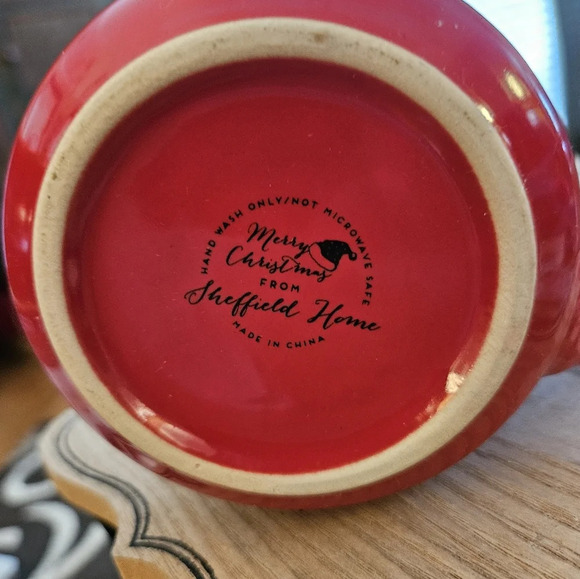 HAND WASH ONLY/NOT MICROWAVE SAFE
Merry
Christmas
FROM
Sheffield Home
MADE IN CHINA